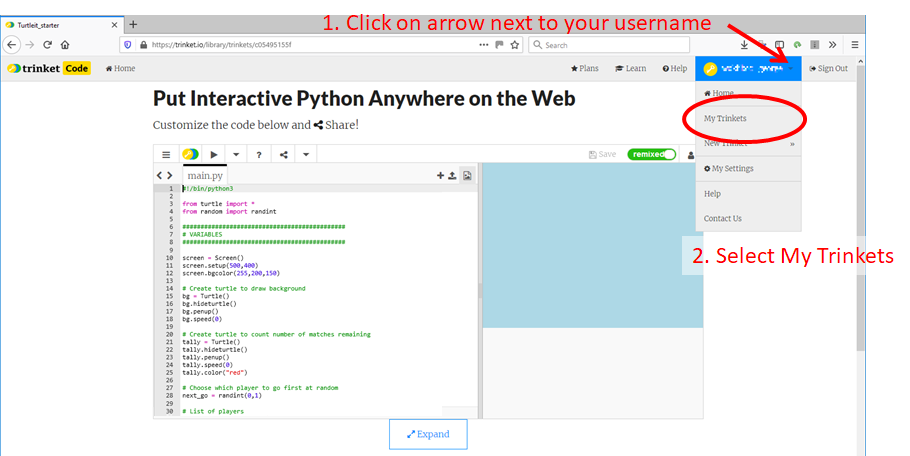 Turtleit_starter
1. Click on arrow next to your username
https://trinket.io/library/trinkets/c05495155f
Search
trinket Code Home Plans Learn Help Sign Out
Home
My Trinkets
New Trinket »
My Settings
Help
Contact Us
2. Select My Trinkets
Put Interactive Python Anywhere on the Web
Customize the code below and Share!
? Save remixed
main.py
1 #!/bin/python3
2
3 from turtle import *
4 from random import randint
5
6 #############################################
7 # VARIABLES
8 #############################################
9
10 screen = Screen()
11 screen.setup(500,400)
12 screen.bgcolor(255,200,150)
13
14 # Create turtle to draw background
15 bg = Turtle()
16 bg.hideturtle()
17 bg.penup()
18 bg.speed(0)
19
20 # Create turtle to count number of matches remaining
21 tally = Turtle()
22 tally.hideturtle()
23 tally.penup()
24 tally.speed(0)
25 tally.color("red")
26
27 # Choose which player to go first at random
28 next_go = randint(0,1)
29
30 # List of players
Expand